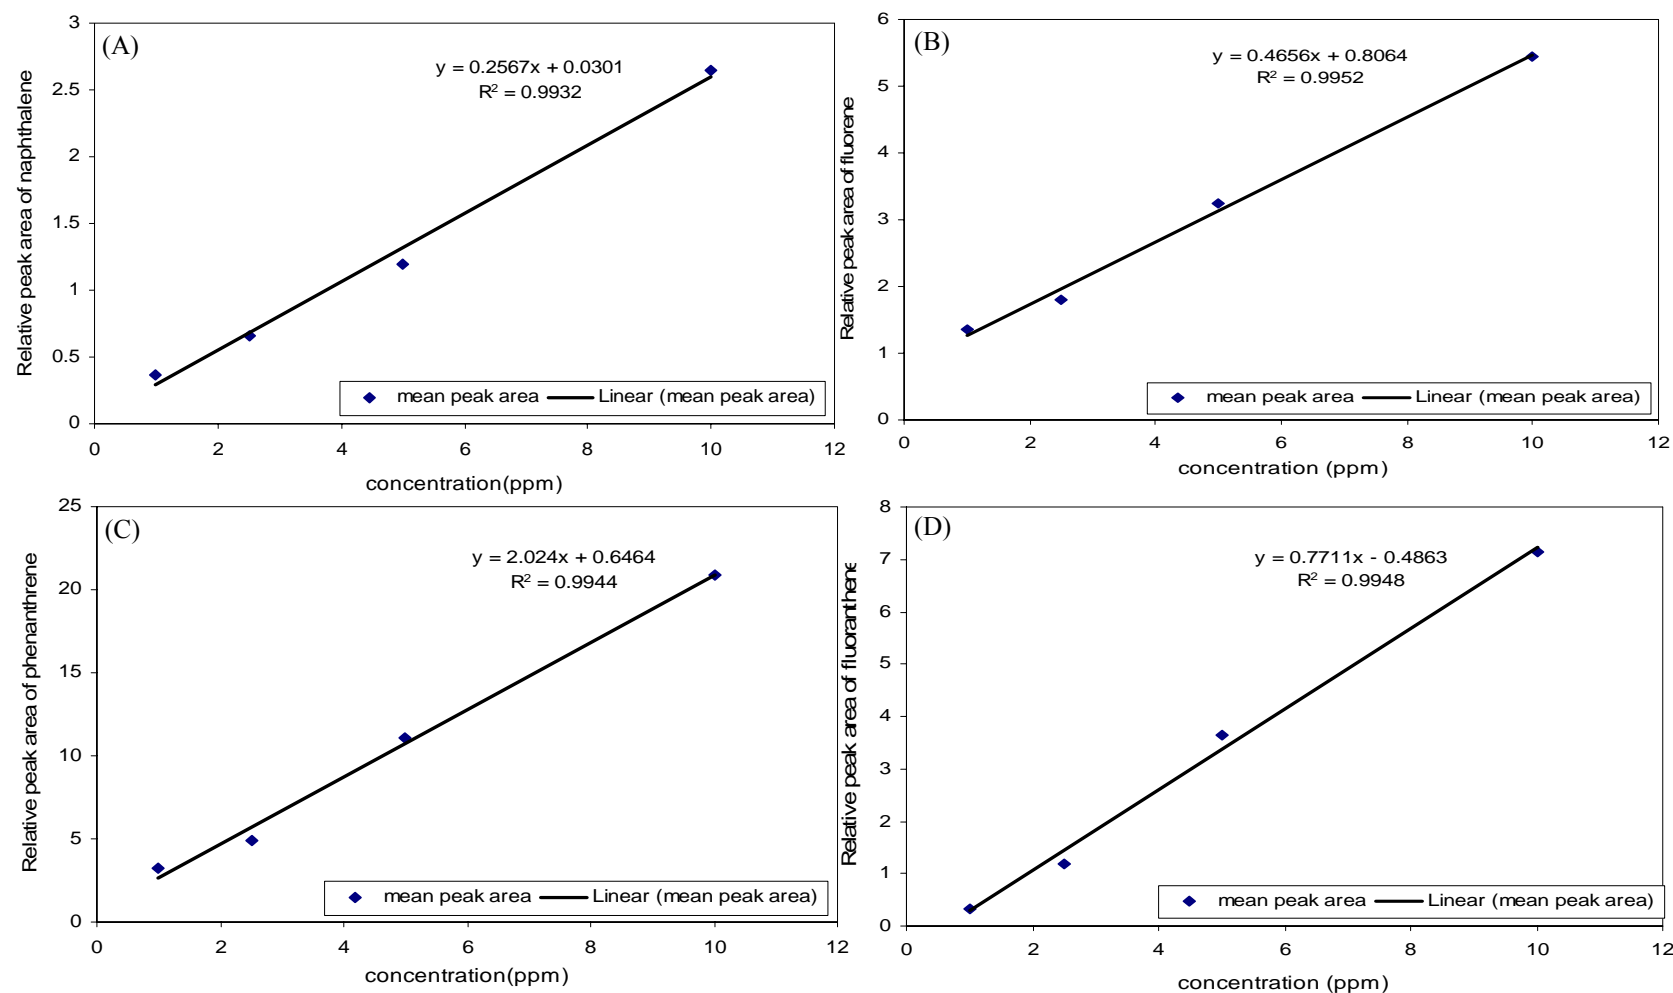 (A)
y = 0.2567x + 0.0301
R² = 0.9932
Relative peak area of naphthalene
3
2.5
2
1.5
1
0.5
0
mean peak area Linear (mean peak area)
0 2 4 6 8 10 12
concentration(ppm)
(B)
y = 0.4656x + 0.8064
R² = 0.9952
Relative peak area of fluorene
6
5
4
3
2
1
0
mean peak area Linear (mean peak area)
0 2 4 6 8 10 12
concentration (ppm)
(C)
y = 2.024x + 0.6464
R² = 0.9944
Relative peak area of phenanthrene
25
20
15
10
5
0
mean peak area Linear (mean peak area)
0 2 4 6 8 10 12
concentration(ppm)
(D)
y = 0.7711x - 0.4863
R² = 0.9948
Relative peak area of fluoranthene
8
7
6
5
4
3
2
1
0
mean peak area Linear (mean peak area)
0 2 4 6 8 10 12
concentration (ppm)